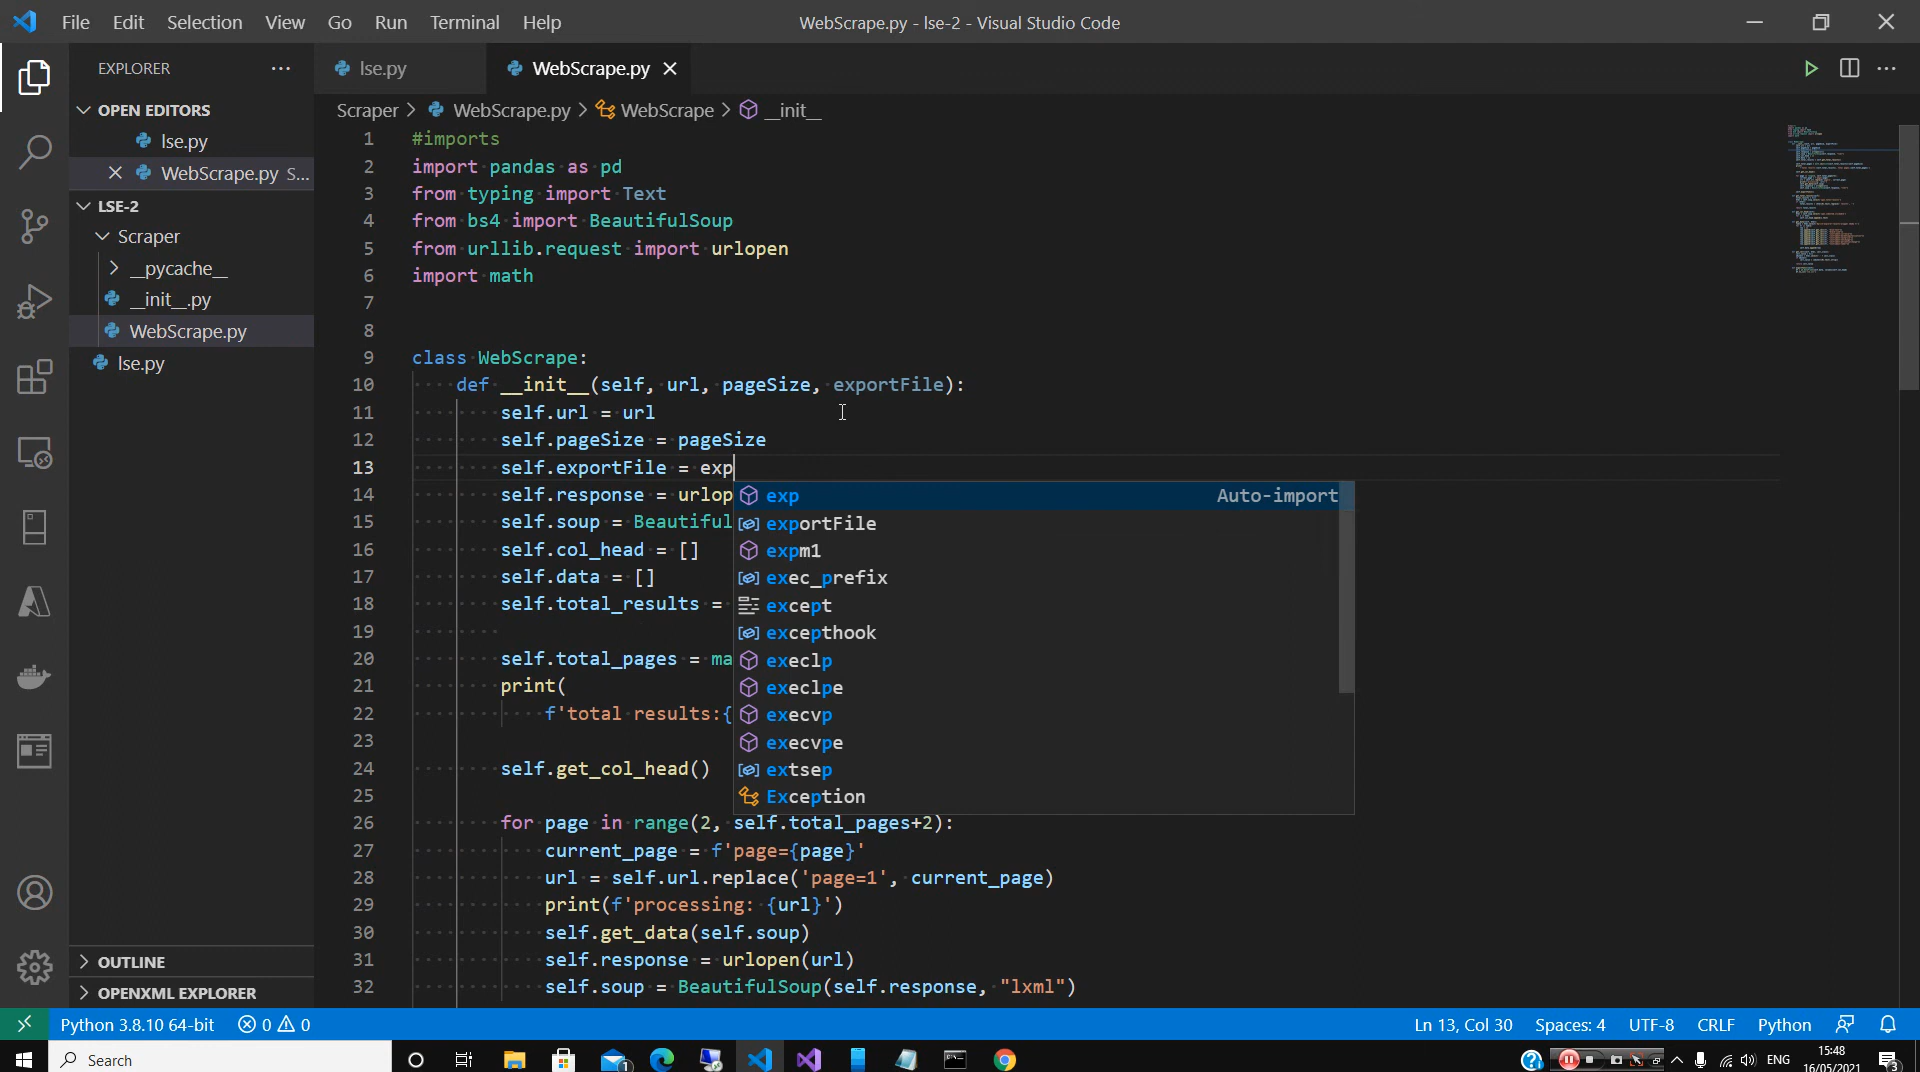 File Edit Selection View Go Run Terminal Help
WebScrape.py - lse-2 - Visual Studio Code
EXPLORER
OPEN EDITORS
lse.py
WebScrape.py S...
LSE-2
Scraper
__pycache__
__init__.py
WebScrape.py
lse.py
OUTLINE
OPENXML EXPLORER
lse.py
WebScrape.py
Scraper > WebScrape.py > WebScrape > __init__
1 #imports
2 import pandas as pd
3 from typing import Text
4 from bs4 import BeautifulSoup
5 from urllib.request import urlopen
6 import math
7
8
9 class WebScrape:
10 def __init__(self, url, pageSize, exportFile):
11 self.url = url
12 self.pageSize = pageSize
13 self.exportFile = exp
14 self.response = urlop
15 self.soup = Beautiful
16 self.col_head = []
17 self.data = []
18 self.total_results =
19
20 self.total_pages = ma
21 print(
22 f'total results:{
23
24 self.get_col_head()
25
26 for page in range(2, self.total_pages+2):
27 current_page = f'page={page}'
28 url = self.url.replace('page=1', current_page)
29 print(f'processing: {url}')
30 self.get_data(self.soup)
31 self.response = urlopen(url)
32 self.soup = BeautifulSoup(self.response, "lxml")
exp Auto-import
exportFile
expm1
exec_prefix
except
excepthook
execlp
execlpe
execvp
execvpe
extsep
Exception
Python 3.8.10 64-bit 0 0
Ln 13, Col 30 Spaces: 4 UTF-8 CRLF Python
Search
1
ENG
15:48
16/05/2021
3